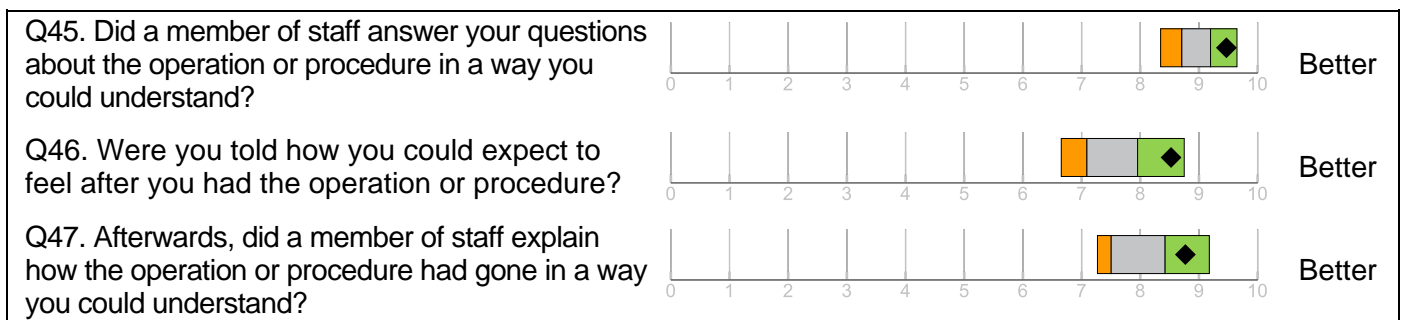 Q45. Did a member of staff answer your questions
about the operation or procedure in a way you
could understand?
0 1 2 3 4 5 6 7 8 9 10
Better
Q46. Were you told how you could expect to
feel after you had the operation or procedure?
0 1 2 3 4 5 6 7 8 9 10
Better
Q47. Afterwards, did a member of staff explain
how the operation or procedure had gone in a way
you could understand?
0 1 2 3 4 5 6 7 8 9 10
Better